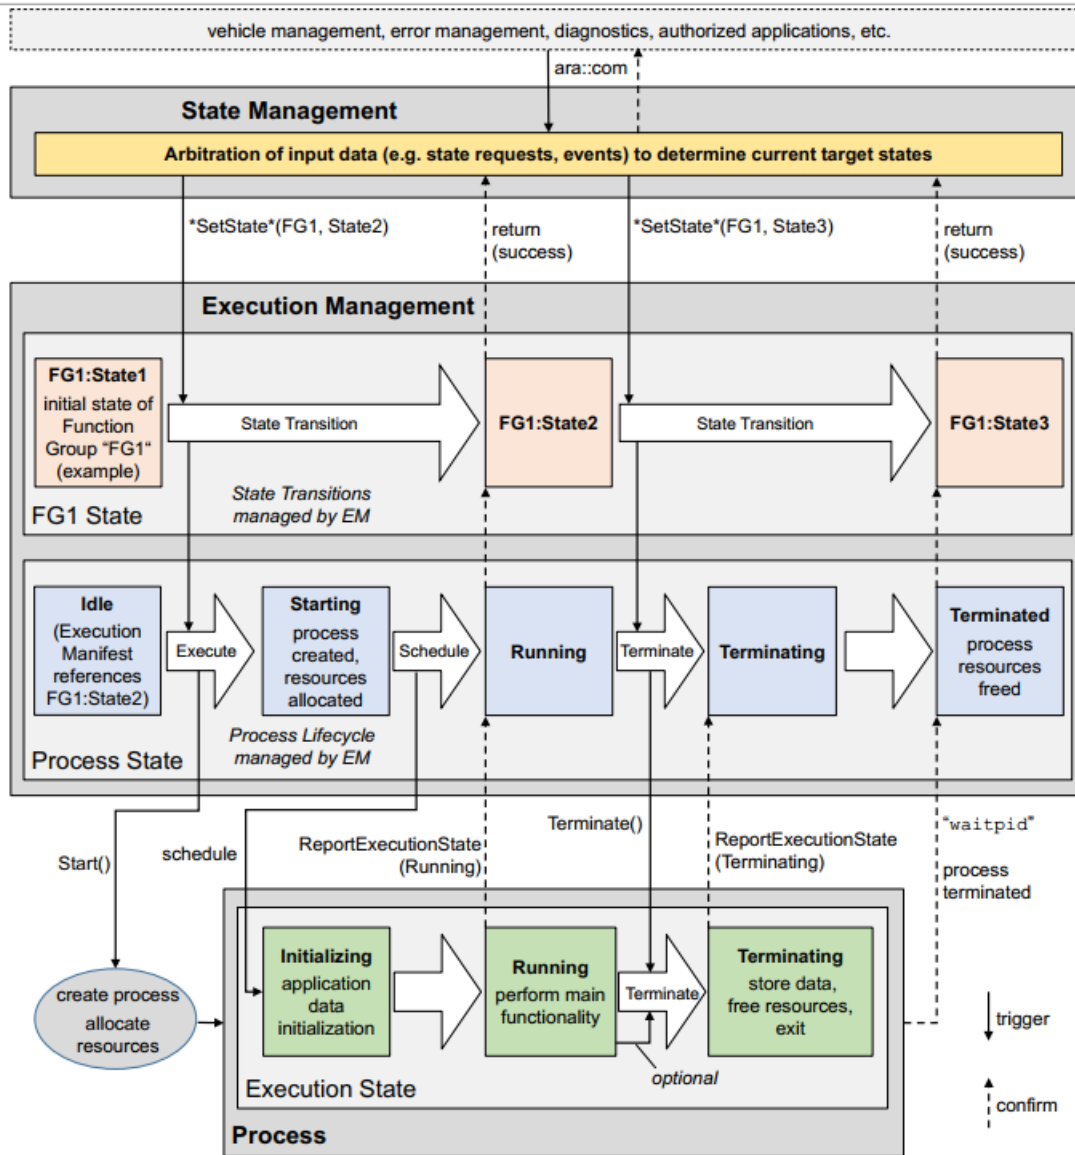 vehicle management, error management, diagnostics, authorized applications, etc.
ara::com
State Management
Arbitration of input data (e.g. state requests, events) to determine current target states
*SetState*(FG1, State2)
return
(success)
*SetState*(FG1, State3)
return
(success)
Execution Management
FG1:State1
initial state of
Function
Group "FG1“
(example)
State Transition
FG1:State2
State Transition
FG1:State3
State Transitions
managed by EM
FG1 State
Idle
(Execution
Manifest
references
FG1:State2)
Execute
Starting
process
created,
resources
allocated
Schedule
Running
Terminate
Terminating
Terminated
process
resources
freed
Process Lifecycle
managed by EM
Process State
Start()
schedule
ReportExecutionState
(Running)
Terminate()
ReportExecutionState
(Terminating)
“waitpid”
process
terminated
create process
allocate
resources
Initializing
application
data
initialization
Running
perform main
functionality
Terminate
Terminating
store data,
free resources,
exit
optional
Execution State
Process
trigger
confirm